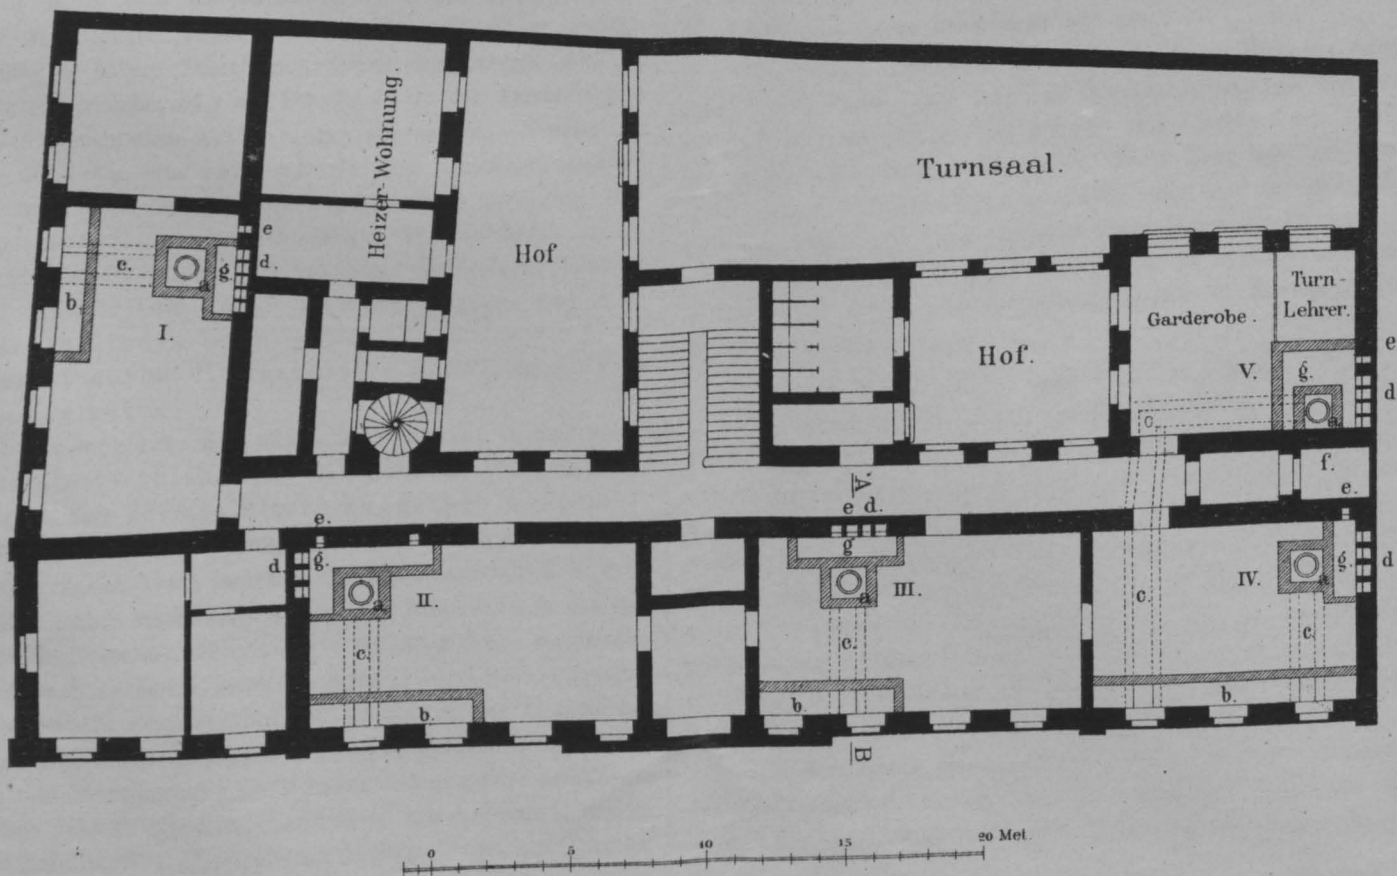 Turnsaal.
Heizer-Wohnung
Hof
e
d.
c.
g.
a
b.
I.
Turn-
Lehrer.
Garderobe.
Hof.
V.
g.
e
d
a.
c
A
f.
e.
e.
e d.
d.
g.
a
II.
c.
b.
g
a
III.
c.
b.
B
IV.
g.
a
d
c.
c.
b.
0 5 10 15 20 Met.